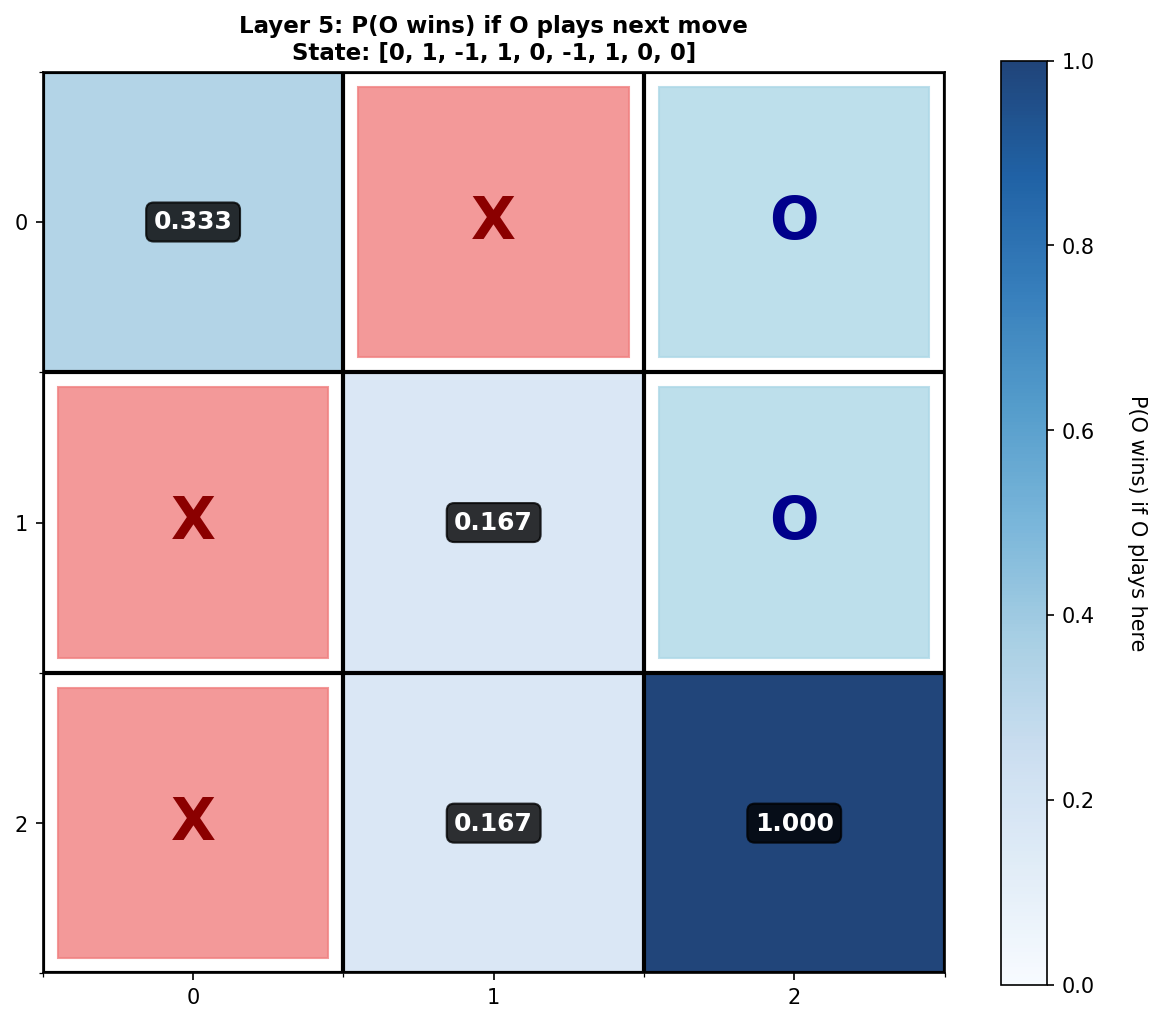 Layer 5: P(O wins) if O plays next move
State: [0, 1, -1, 1, 0, -1, 1, 0, 0]
0
0.333
X
O
1
X
0.167
O
2
X
0.167
1.000
0
1
2
1.0
0.8
0.6
0.4
0.2
0.0
P(O wins) if O plays here